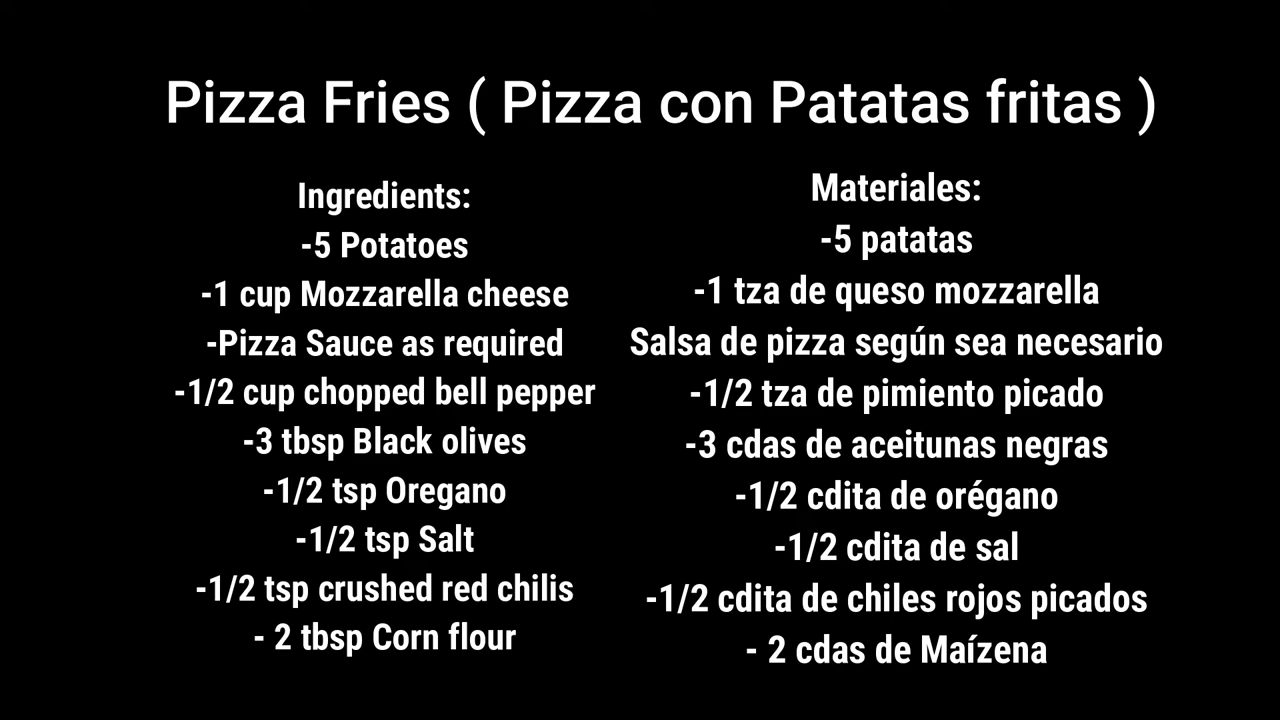 Pizza Fries ( Pizza con Patatas fritas )
Ingredients:
-5 Potatoes
-1 cup Mozzarella cheese
-Pizza Sauce as required
-1/2 cup chopped bell pepper
-3 tbsp Black olives
-1/2 tsp Oregano
-1/2 tsp Salt
-1/2 tsp crushed red chilis
- 2 tbsp Corn flour
Materiales:
-5 patatas
-1 tza de queso mozzarella
Salsa de pizza según sea necesario
-1/2 tza de pimiento picado
-3 cdas de aceitunas negras
-1/2 cdita de orégano
-1/2 cdita de sal
-1/2 cdita de chiles rojos picados
- 2 cdas de Maízena